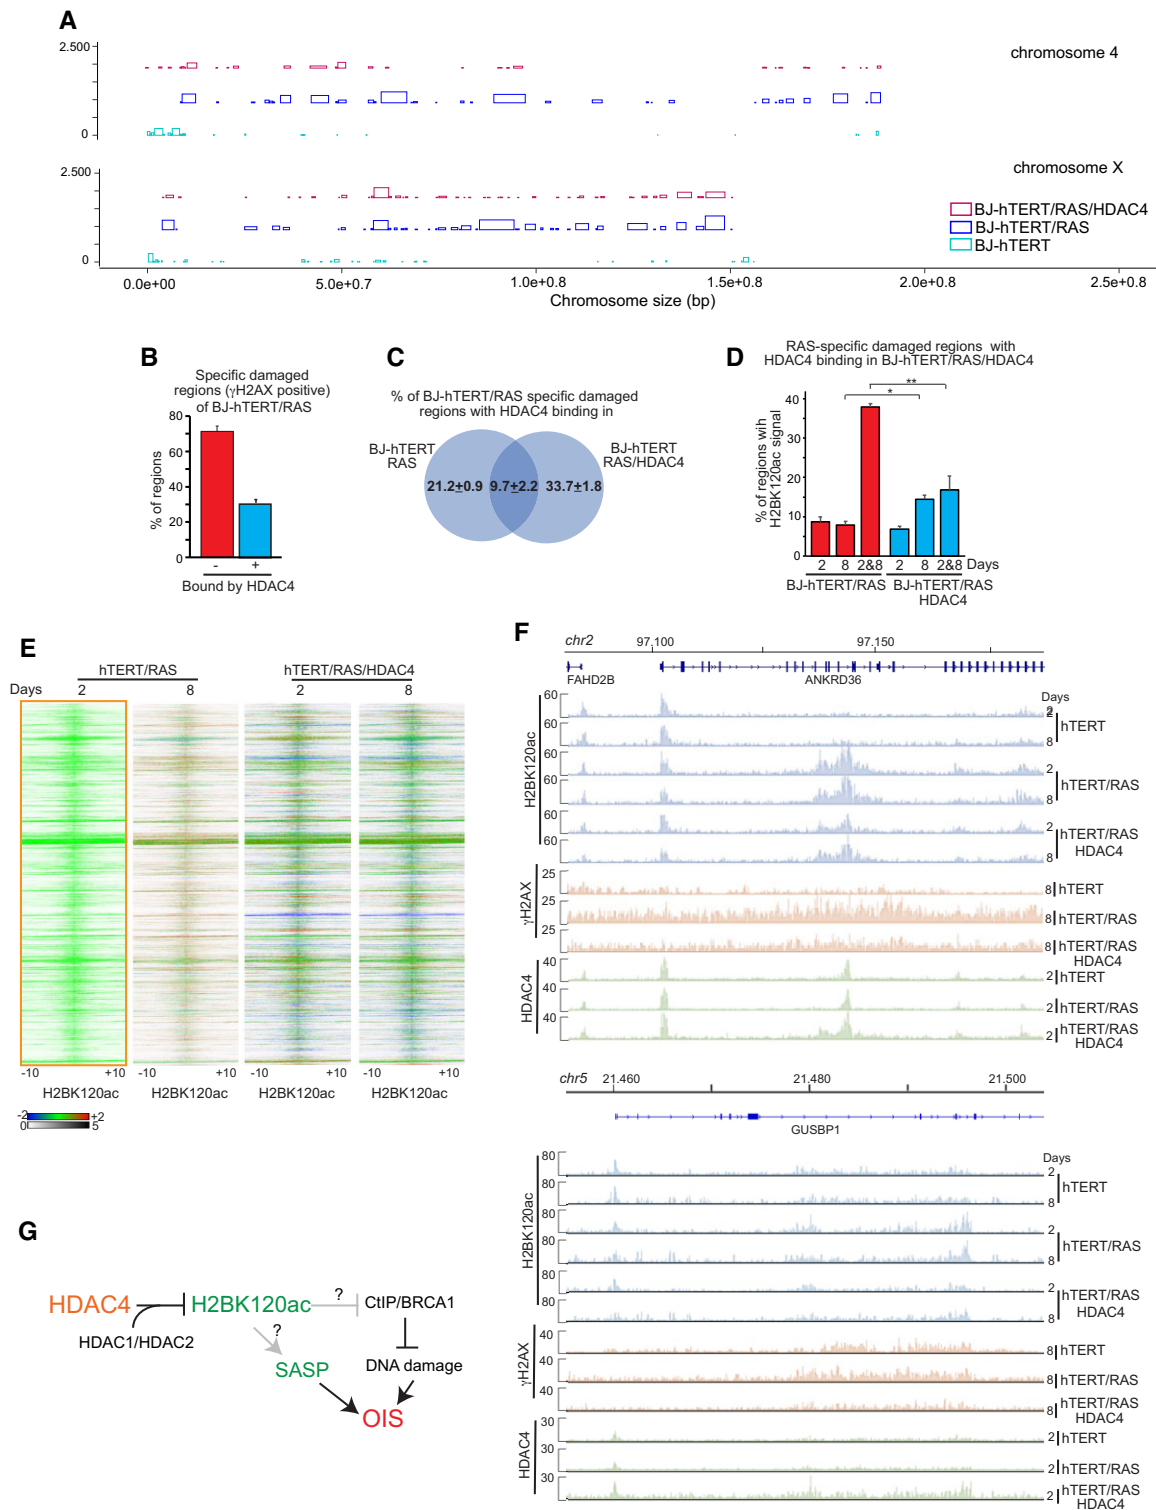 A
2.500
0
chromosome 4
2.500
0
chromosome X
BJ-hTERT/RAS/HDAC4
BJ-hTERT/RAS
BJ-hTERT
0.0e+00
5.0e+0.7
1.0e+0.8
1.5e+0.8
2.0e+0.8
2.5e+0.8
Chromosome size (bp)
B
Specific damaged
regions (γH2AX positive)
of BJ-hTERT/RAS
% of regions
80
60
40
20
0
- +
Bound by HDAC4
C
% of BJ-hTERT/RAS specific damaged
regions with HDAC4 binding in
BJ-hTERT
RAS
BJ-hTERT
RAS/HDAC4
21.2±0.9 9.7±2.2 33.7±1.8
D
RAS-specific damaged regions with
HDAC4 binding in BJ-hTERT/RAS/HDAC4
**
*
% of regions wih
H2BK120ac signal
40
30
20
10
0
2 8 2&8 2 8 2&8 Days
BJ-hTERT/RAS
BJ-hTERT/RAS
HDAC4
E
hTERT/RAS
hTERT/RAS/HDAC4
Days 2 8 2 8
-10 +10 -10 +10 -10 +10 -10 +10
H2BK120ac H2BK120ac H2BK120ac H2BK120ac
-2 +2
0 5
F
chr2
97.100
97.150
FAHD2B
ANKRD36
Days
H2BK120ac
60
2
60
8
hTERT
60
2
60
8
hTERT/RAS
60
2
60
8
hTERT/RAS
HDAC4
γH2AX
25
8 hTERT
25
8 hTERT/RAS
25
8 hTERT/RAS
HDAC4
HDAC4
40
2 hTERT
40
2 hTERT/RAS
40
2 hTERT/RAS
HDAC4
chr5
21.460
21.480
21.500
GUSBP1
Days
H2BK120ac
80
2
80
8
hTERT
80
2
80
8
hTERT/RAS
80
2
80
8
hTERT/RAS
HDAC4
γH2AX
40
8 hTERT
40
8 hTERT/RAS
40
8 hTERT/RAS
HDAC4
HDAC4
30
2 hTERT
30
2 hTERT/RAS
30
2 hTERT/RAS
HDAC4
G
HDAC4
H2BK120ac
?
CtIP/BRCA1
HDAC1/HDAC2
?
SASP
DNA damage
OIS